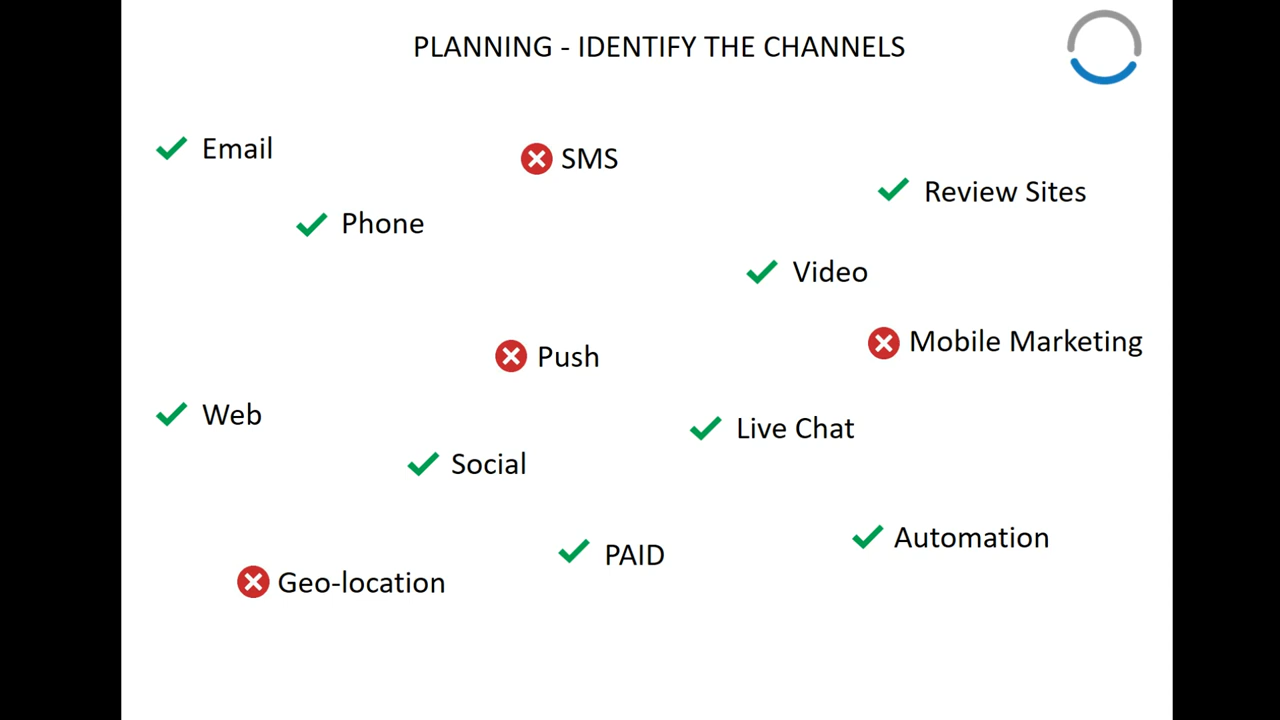 PLANNING - IDENTIFY THE CHANNELS
Email
SMS
Review Sites
Phone
Video
Mobile Marketing
Push
Web
Live Chat
Social
Automation
PAID
Geo-location